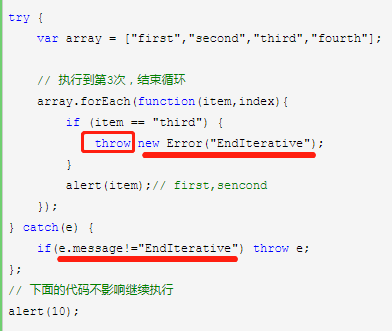 try {
var array = ["first","second","third","fourth"];
// 执行到第3次，结束循环
array.forEach(function(item,index){
if (item == "third") {
throw new Error("EndIterative");
}
alert(item);// first,sencond
});
} catch(e) {
if(e.message!="EndIterative") throw e;
};
// 下面的代码不影响继续执行
alert(10);